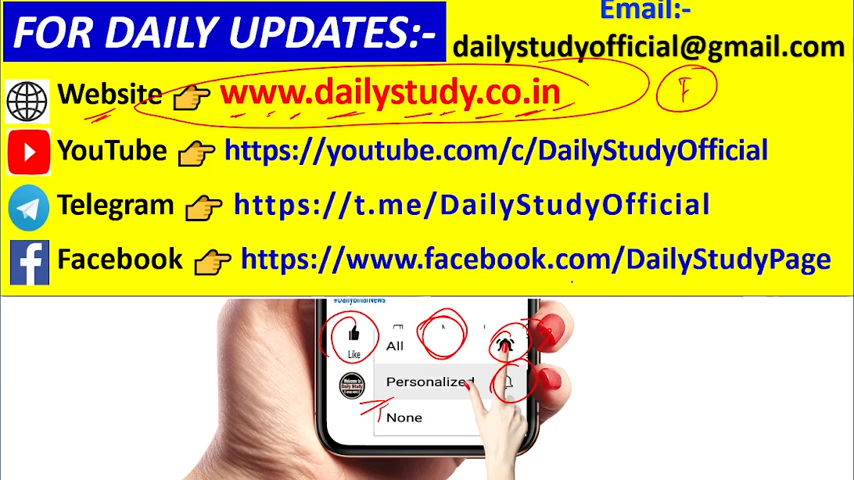 Email:-
FOR DAILY UPDATES:-
dailystudyofficial@gmail.com
Website www.dailystudy.co.in F
YouTube https://youtube.com/c/DailyStudyOfficial
Telegram https://t.me/DailyStudyOfficial
Facebook https://www.facebook.com/DailyStudyPage
Like
All
Personalized
None